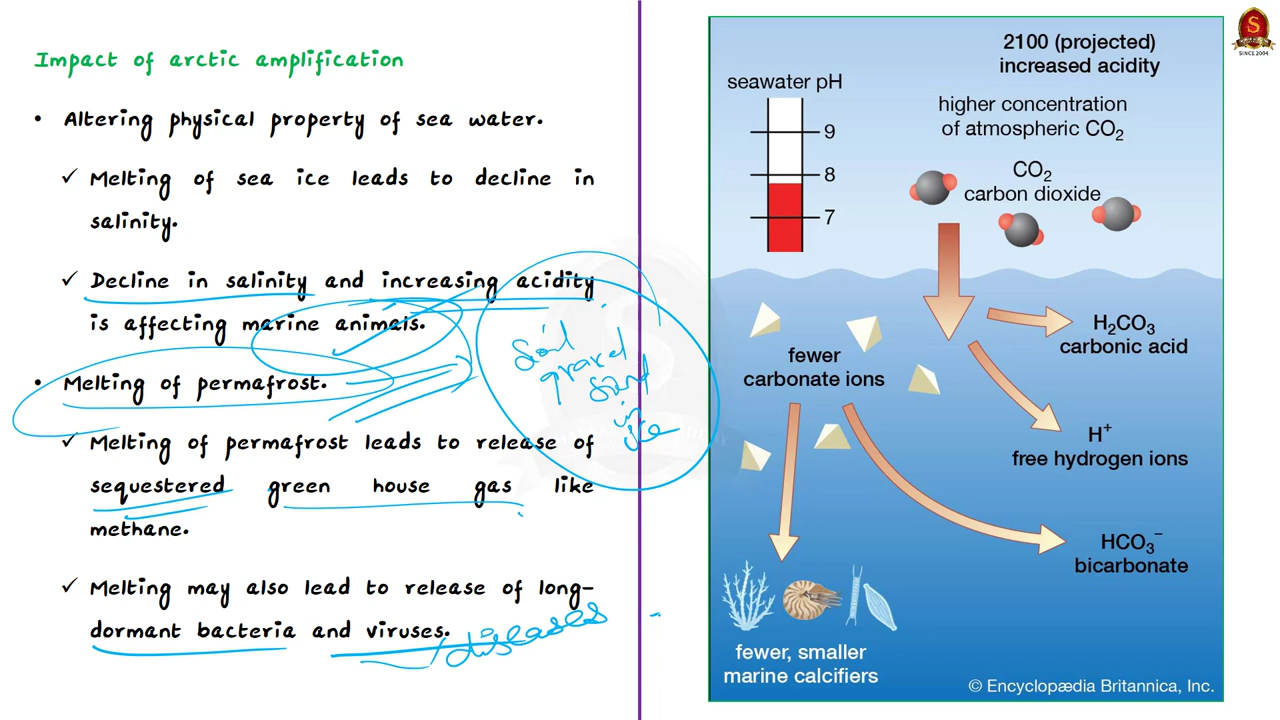 Impact of arctic amplification
• Altering physical property of sea water.
✓ Melting of sea ice leads to decline in
salinity.
✓ Decline in salinity and increasing acidity
is affecting marine animals.
• Melting of permafrost.
✓ Melting of permafrost leads to release of
sequestered green house gas like
methane.
✓ Melting may also lead to release of long-
dormant bacteria and viruses.
diseases
Soil
gravel
sand
in
ice
2100 (projected)
increased acidity
seawater pH
9
8
7
higher concentration
of atmospheric CO₂
CO₂
carbon dioxide
H₂CO₃
carbonic acid
fewer
carbonate ions
H⁺
free hydrogen ions
HCO₃⁻
bicarbonate
fewer, smaller
marine calcifiers
© Encyclopædia Britannica, Inc.
S
SINCE 2004